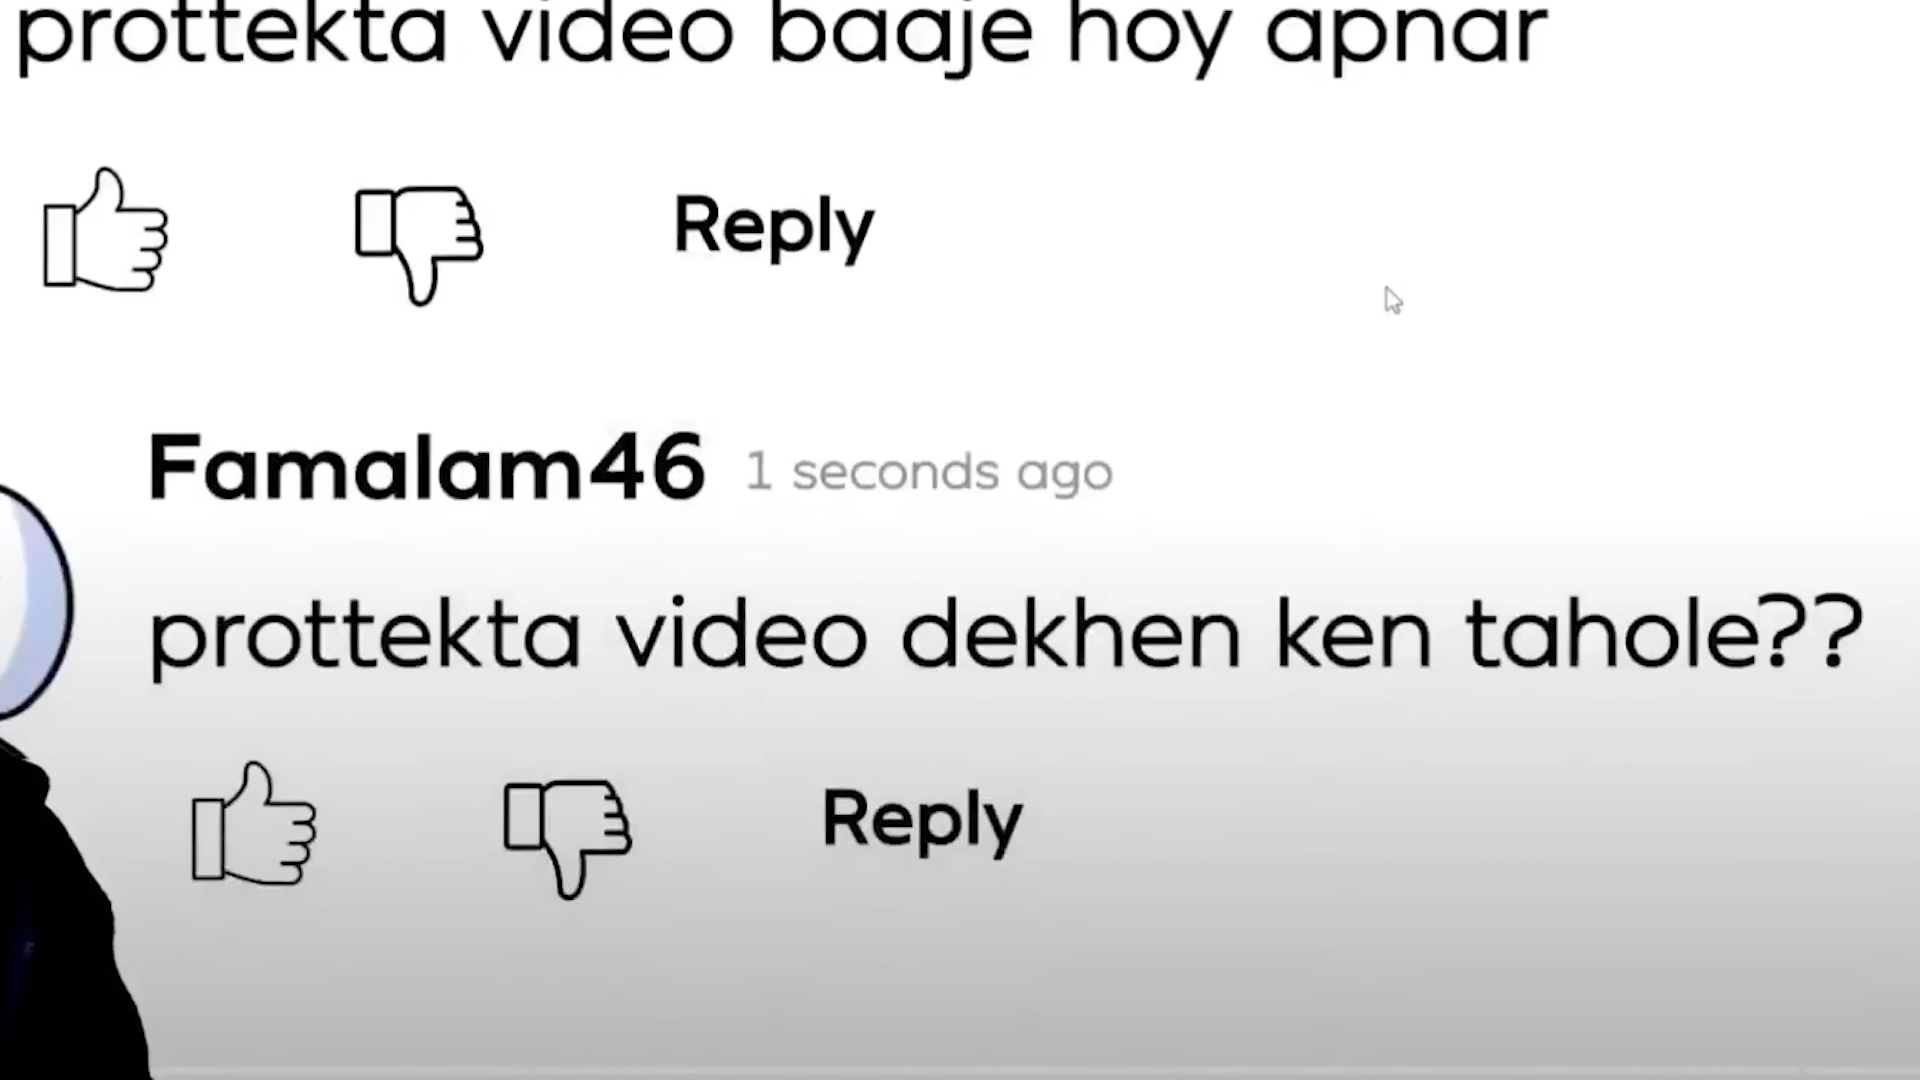 prottekta video baaje hoy apnar
Reply
Famalam46 1 seconds ago
prottekta video dekhen ken tahole??
Reply